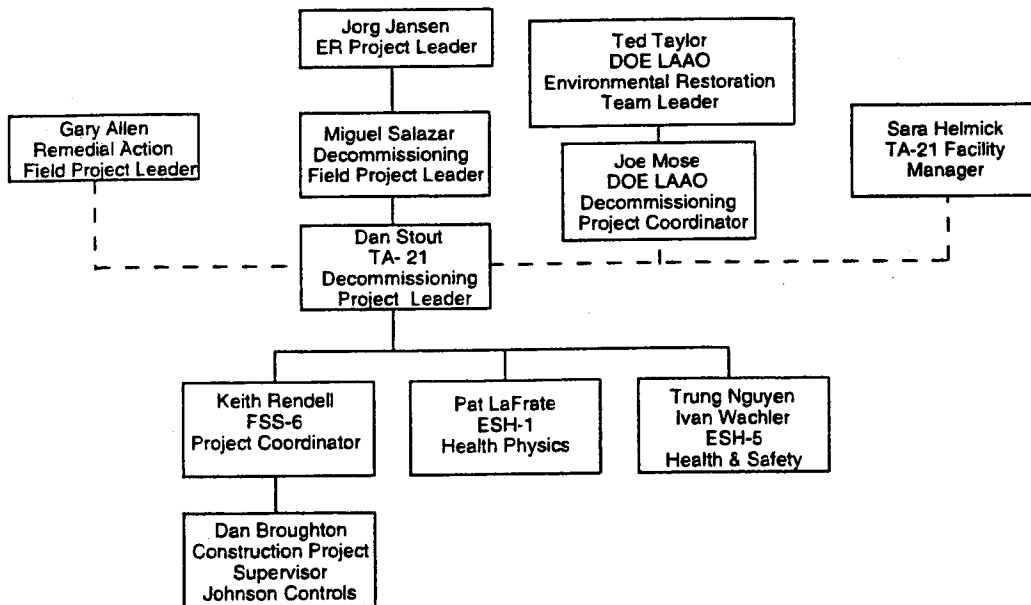 Jorg Jansen
ER Project Leader
Ted Taylor
DOE LAAO
Environmental Restoration
Team Leader
Gary Allen
Remedial Action
Field Project Leader
Miguel Salazar
Decommissioning
Field Project Leader
Joe Mose
DOE LAAO
Decommissioning
Project Coordinator
Sara Helmick
TA-21 Facility
Manager
Dan Stout
TA- 21
Decommissioning
Project Leader
Keith Rendell
FSS-6
Project Coordinator
Pat LaFrate
ESH-1
Health Physics
Trung Nguyen
Ivan Wachler
ESH-5
Health & Safety
Dan Broughton
Construction Project
Supervisor
Johnson Controls